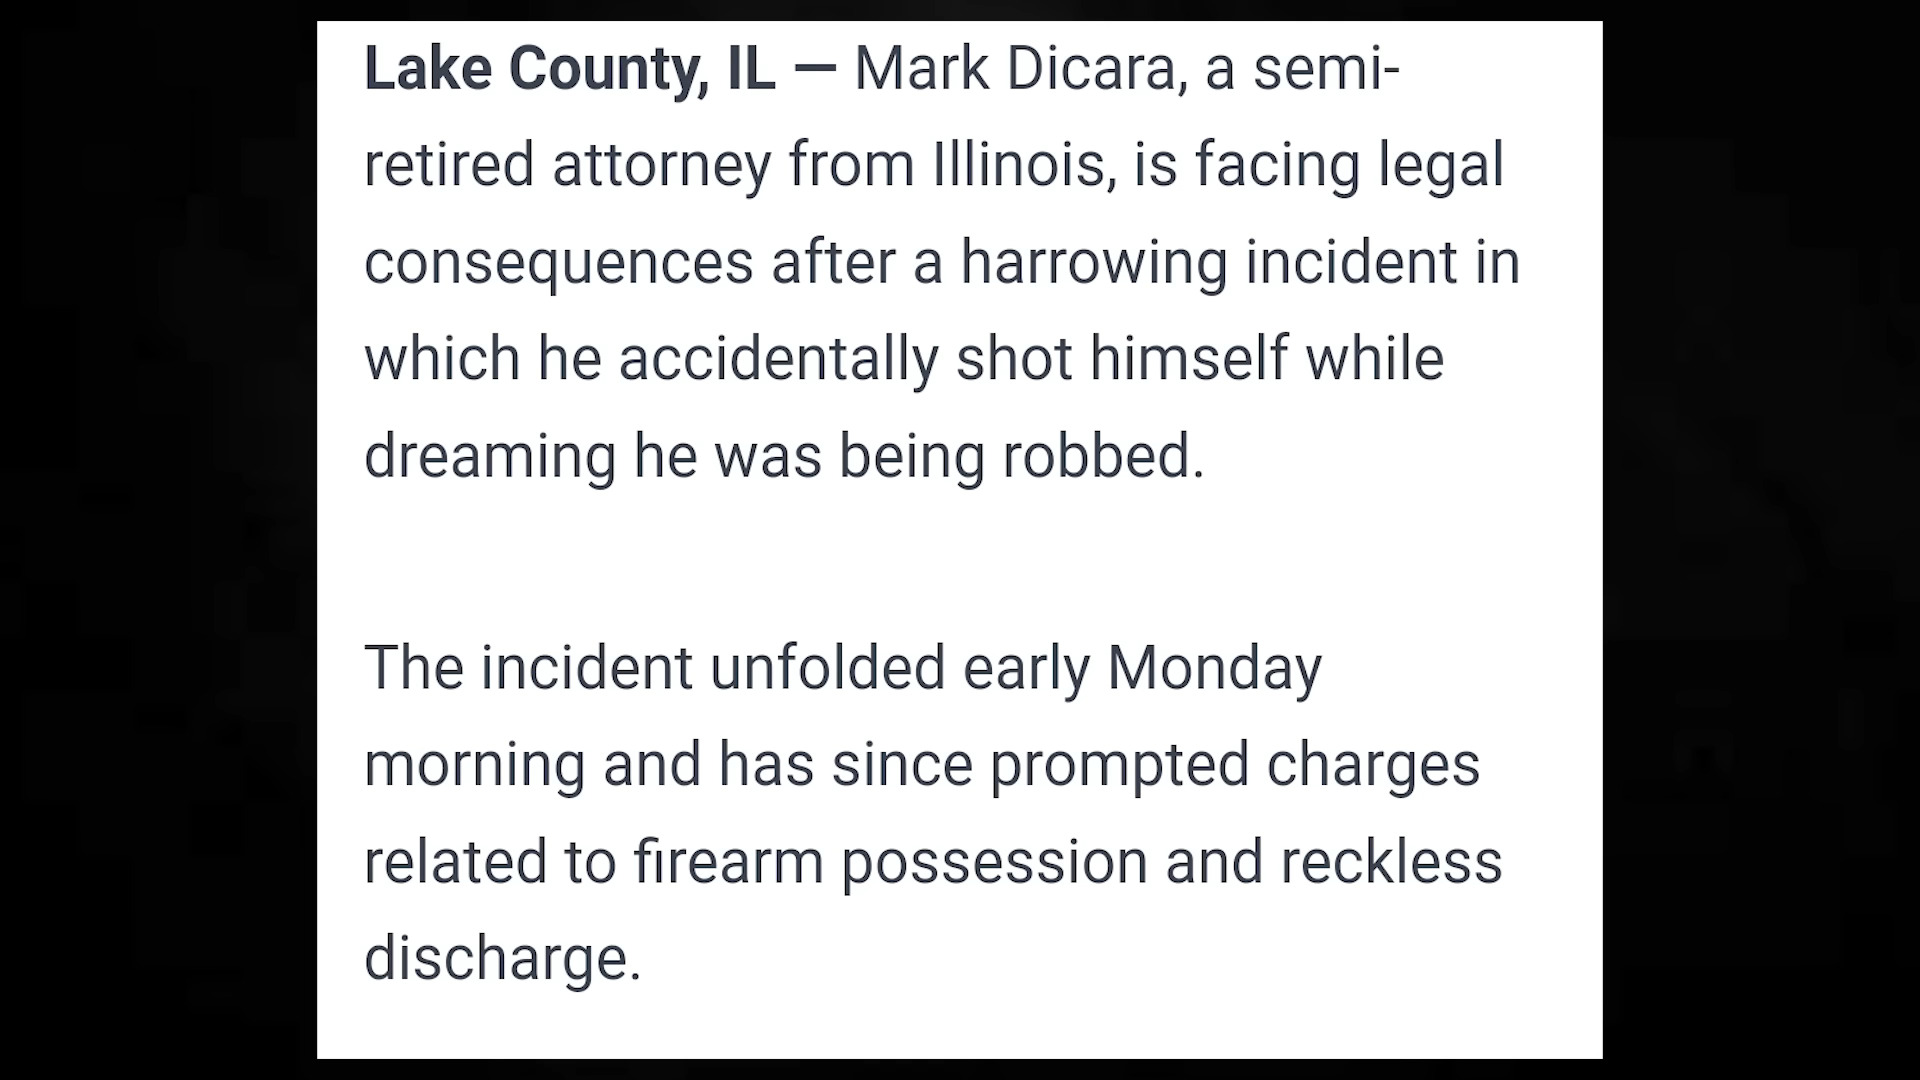 Lake County, IL — Mark Dicara, a semi-
retired attorney from Illinois, is facing legal
consequences after a harrowing incident in
which he accidentally shot himself while
dreaming he was being robbed.
The incident unfolded early Monday
morning and has since prompted charges
related to firearm possession and reckless
discharge.